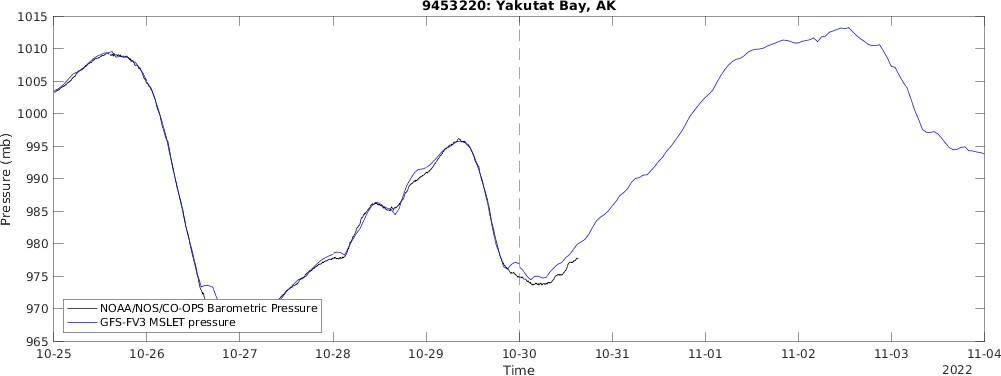 9453220: Yakutat Bay, AK
1015
1010
1005
1000
995
990
985
980
975
970
965
Pressure (mb)
NOAA/NOS/CO-OPS Barometric Pressure
GFS-FV3 MSLET pressure
10-25 10-26 10-27 10-28 10-29 10-30 10-31 11-01 11-02 11-03 11-04
Time
2022